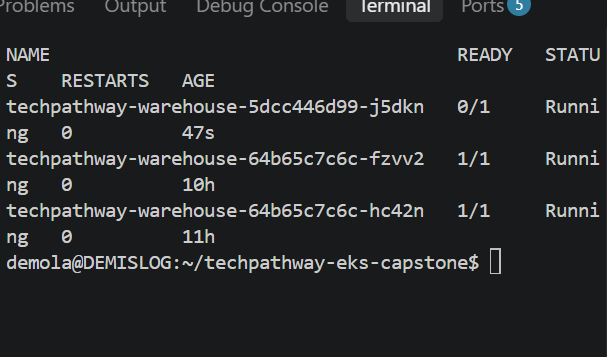 Problems Output Debug Console Terminal Ports 5
NAME READY STATU
S RESTARTS AGE
techpathway-warehouse-5dcc446d99-j5dkn 0/1 Runni
ng 0 47s
techpathway-warehouse-64b65c7c6c-fzvv2 1/1 Runni
ng 0 10h
techpathway-warehouse-64b65c7c6c-hc42n 1/1 Runni
ng 0 11h
demola@DEMISLOG:~/techpathway-eks-capstone$